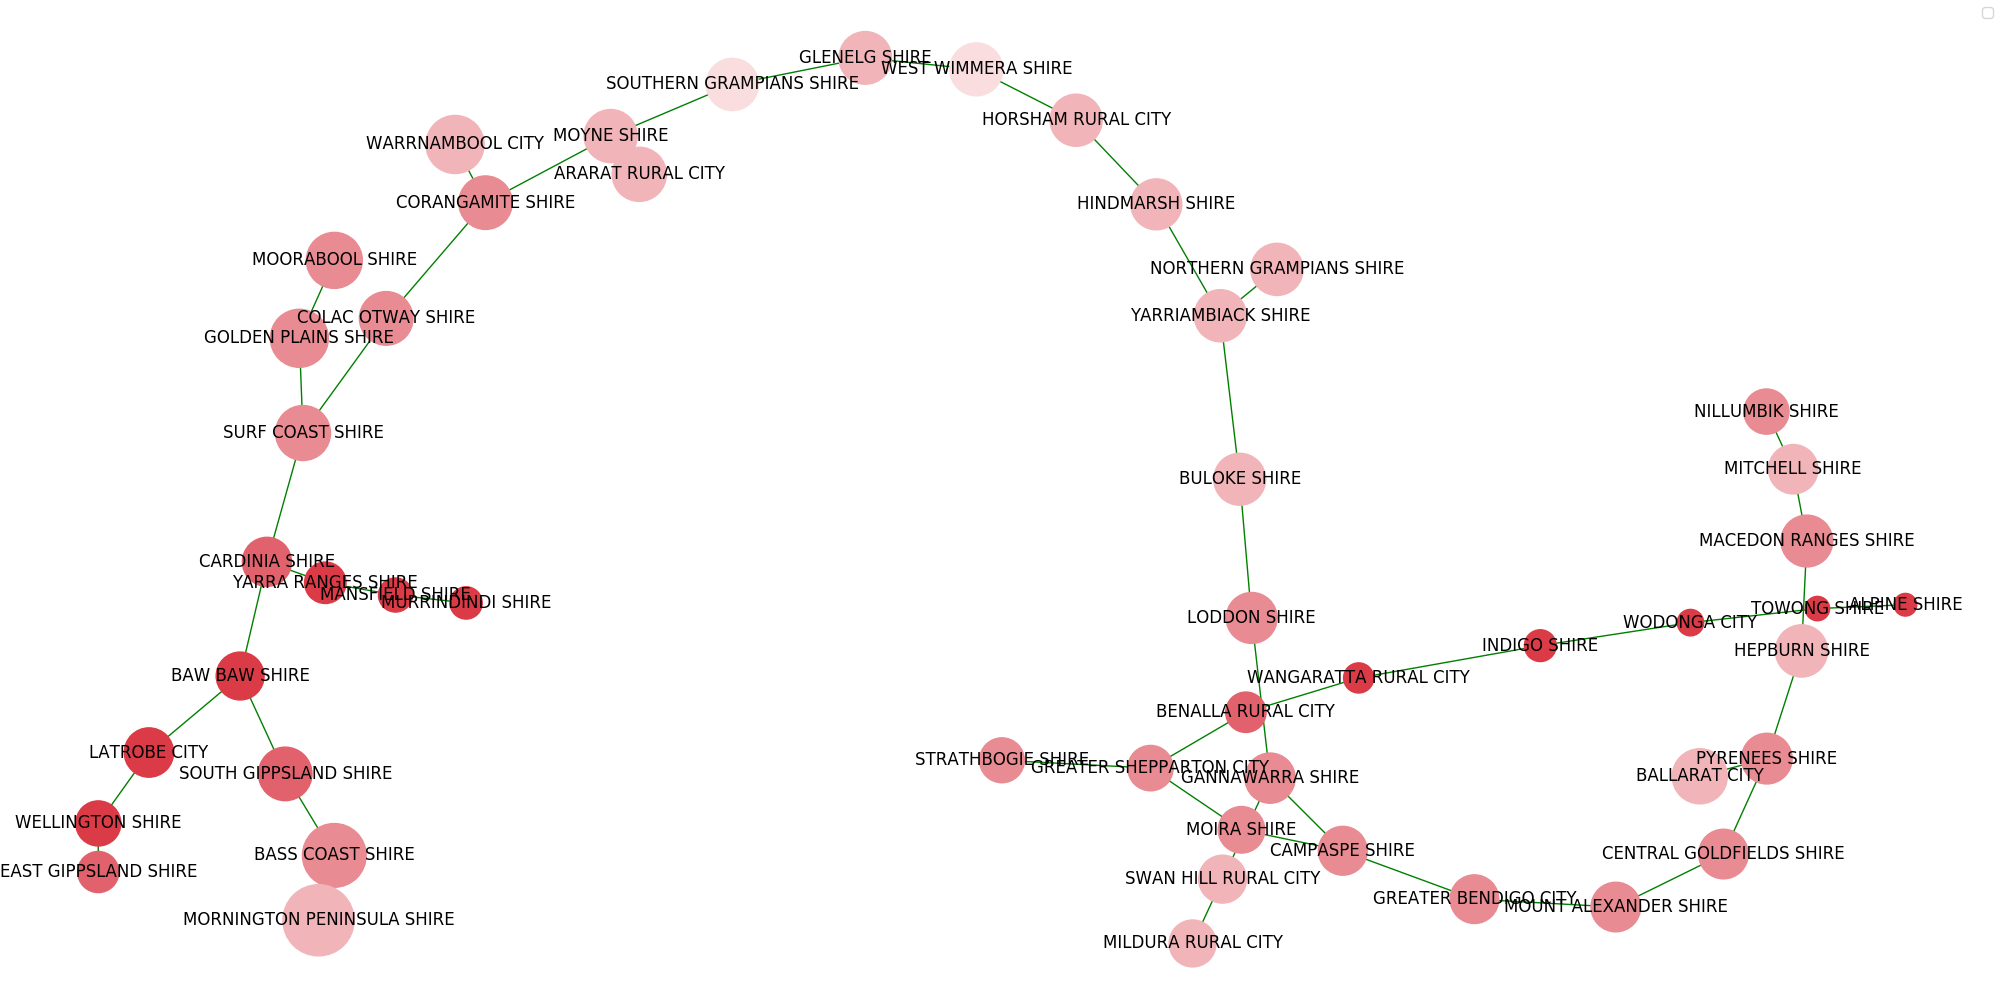 GLENELG SHIRE
WEST WIMMERA SHIRE
SOUTHERN GRAMPIANS SHIRE
HORSHAM RURAL CITY
MOYNE SHIRE
WARRNAMBOOL CITY
ARARAT RURAL CITY
CORANGAMITE SHIRE
HINDMARSH SHIRE
MOORABOOL SHIRE
NORTHERN GRAMPIANS SHIRE
YARRIAMBIACK SHIRE
COLAC OTWAY SHIRE
GOLDEN PLAINS SHIRE
NILLUMBIK SHIRE
SURF COAST SHIRE
MITCHELL SHIRE
BULOKE SHIRE
MACEDON RANGES SHIRE
CARDINIA SHIRE
YARRA RANGES SHIRE
MANSFIELD SHIRE
MURRINDINDI SHIRE
TOWONG SHIRE
ALPINE SHIRE
LODDON SHIRE
WODONGA CITY
INDIGO SHIRE
HEPBURN SHIRE
BAW BAW SHIRE
WANGARATTA RURAL CITY
BENALLA RURAL CITY
LATROBE CITY
STRATHBOGIE SHIRE
GREATER SHEPPARTON CITY
PYRENEES SHIRE
SOUTH GIPPSLAND SHIRE
GANNAWARRA SHIRE
BALLARAT CITY
WELLINGTON SHIRE
MOIRA SHIRE
CAMPASPE SHIRE
BASS COAST SHIRE
CENTRAL GOLDFIELDS SHIRE
EAST GIPPSLAND SHIRE
SWAN HILL RURAL CITY
GREATER BENDIGO CITY
MOUNT ALEXANDER SHIRE
MORNINGTON PENINSULA SHIRE
MILDURA RURAL CITY